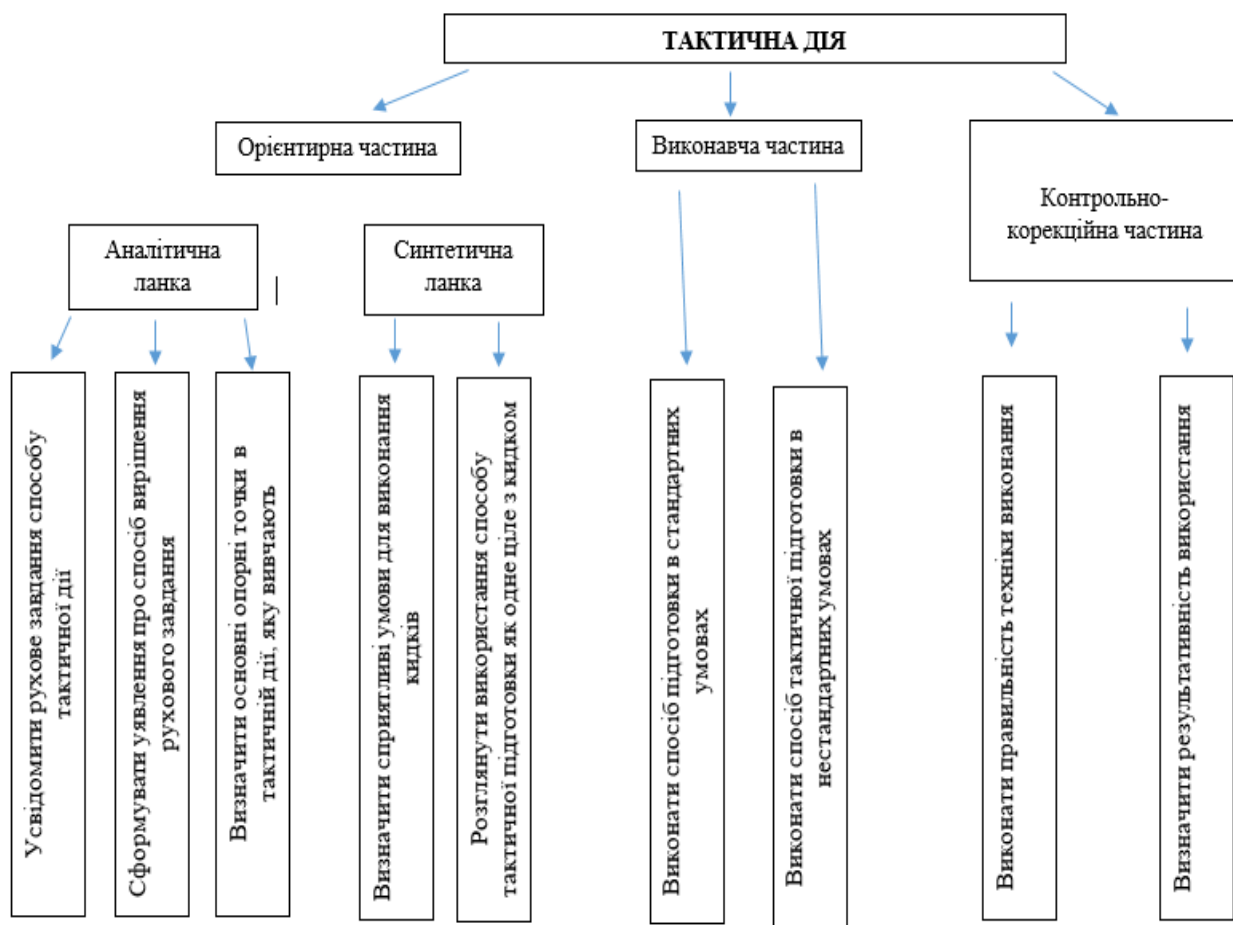 ТАКТИЧНА ДІЯ
Орієнтирна частина
Виконавча частина
Контрольно-
корекційна частина
Аналітична
ланка
Синтетична
ланка
Усвідомити рухове завдання способу
тактичної дії
Сформувати уявлення про спосіб вирішення
рухового завдання
Визначити основні опорні точки в
тактичній дії, яку вивчають
Визначити сприятливі умови для виконання
кидків
Розглянути використання способу
тактичної підготовки як одне ціле з кидком
Виконати спосіб підготовки в стандартних
умовах
Виконати спосіб тактичної підготовки в
нестандартних умовах
Виконати правильність техніки виконання
Визначити результативність використання